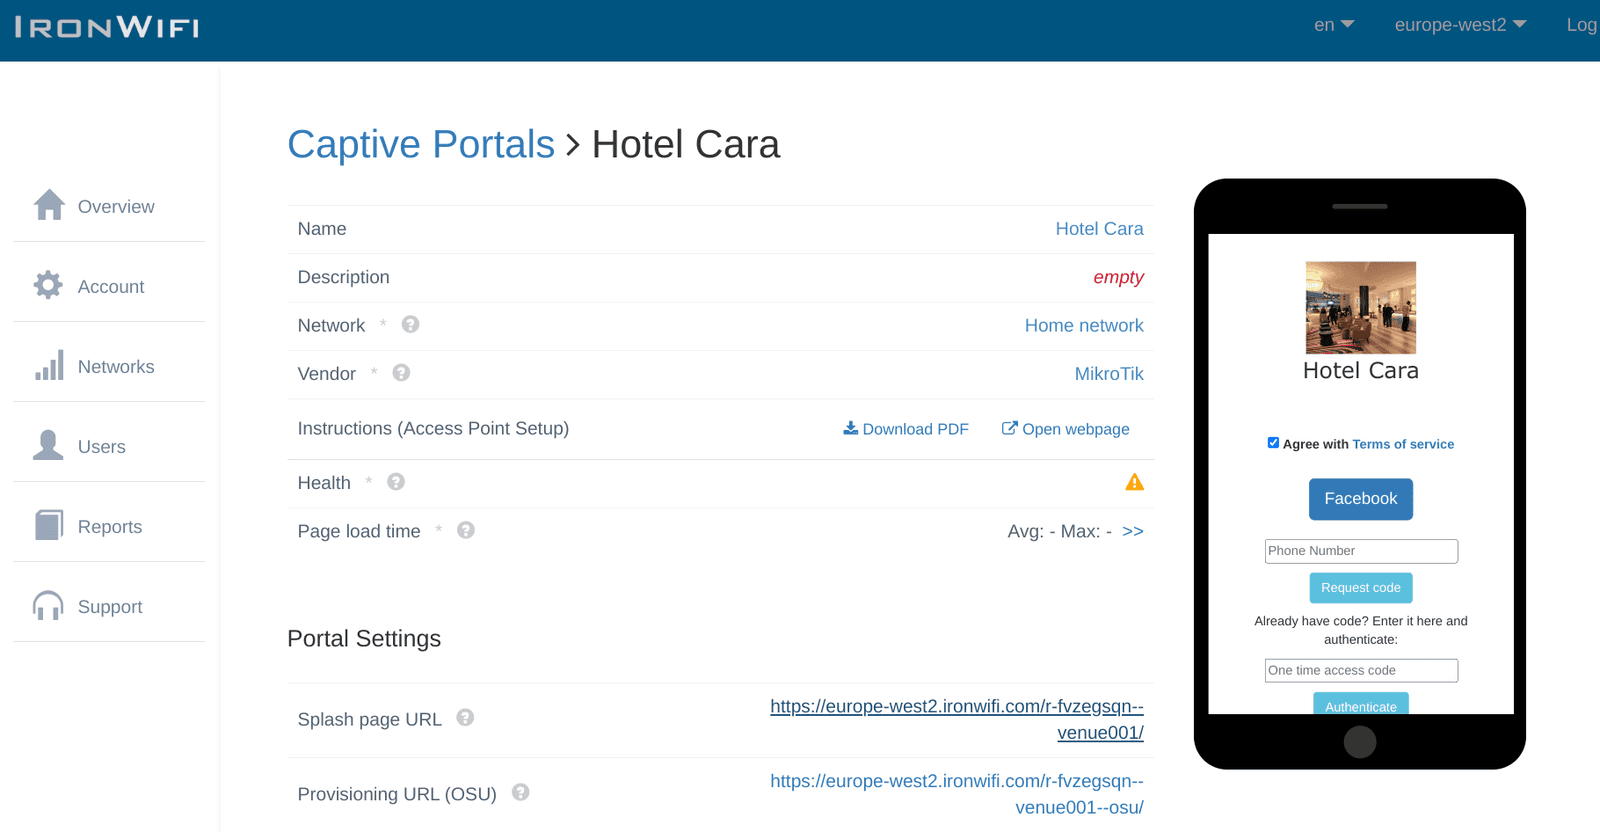 IRONWIFI
en
europe-west2
Log
Overview
Account
Networks
Users
Reports
Support
Captive Portals > Hotel Cara
Name
Hotel Cara
Description
empty
Network * ?
Home network
Vendor * ?
MikroTik
Instructions (Access Point Setup)
Download PDF
Open webpage
Health * ?
Page load time * ?
Avg: - Max: - >>
Portal Settings
Splash page URL ?
https://europe-west2.ironwifi.com/r-fvzegsqn--
venue001/
Provisioning URL (OSU) ?
https://europe-west2.ironwifi.com/r-fvzegsqn--
venue001--osu/
Hotel Cara
Agree with Terms of service
Facebook
Phone Number
Request code
Already have code? Enter it here and
authenticate:
One time access code
Authenticate